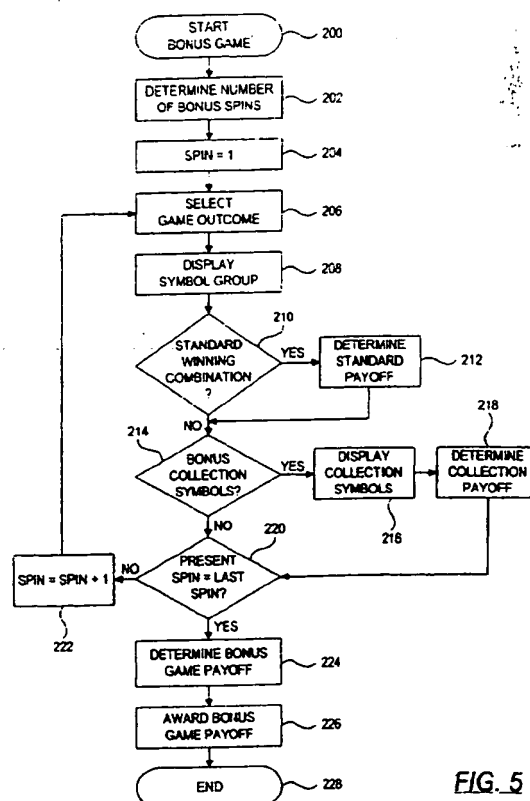 START
BONUS GAME
200
DETERMINE NUMBER
OF BONUS SPINS
202
SPIN = 1
204
SELECT
GAME OUTCOME
206
DISPLAY
SYMBOL GROUP
208
210
STANDARD
WINNING
COMBINATION
?
YES
DETERMINE
STANDARD
PAYOFF
212
NO
214
BONUS
COLLECTION
SYMBOLS?
YES
DISPLAY
COLLECTION
SYMBOLS
216
218
DETERMINE
COLLECTION
PAYOFF
NO
220
PRESENT
SPIN = LAST
SPIN?
NO
SPIN = SPIN + 1
222
YES
DETERMINE BONUS
GAME PAYOFF
224
AWARD BONUS
GAME PAYOFF
226
END
228
FIG. 5